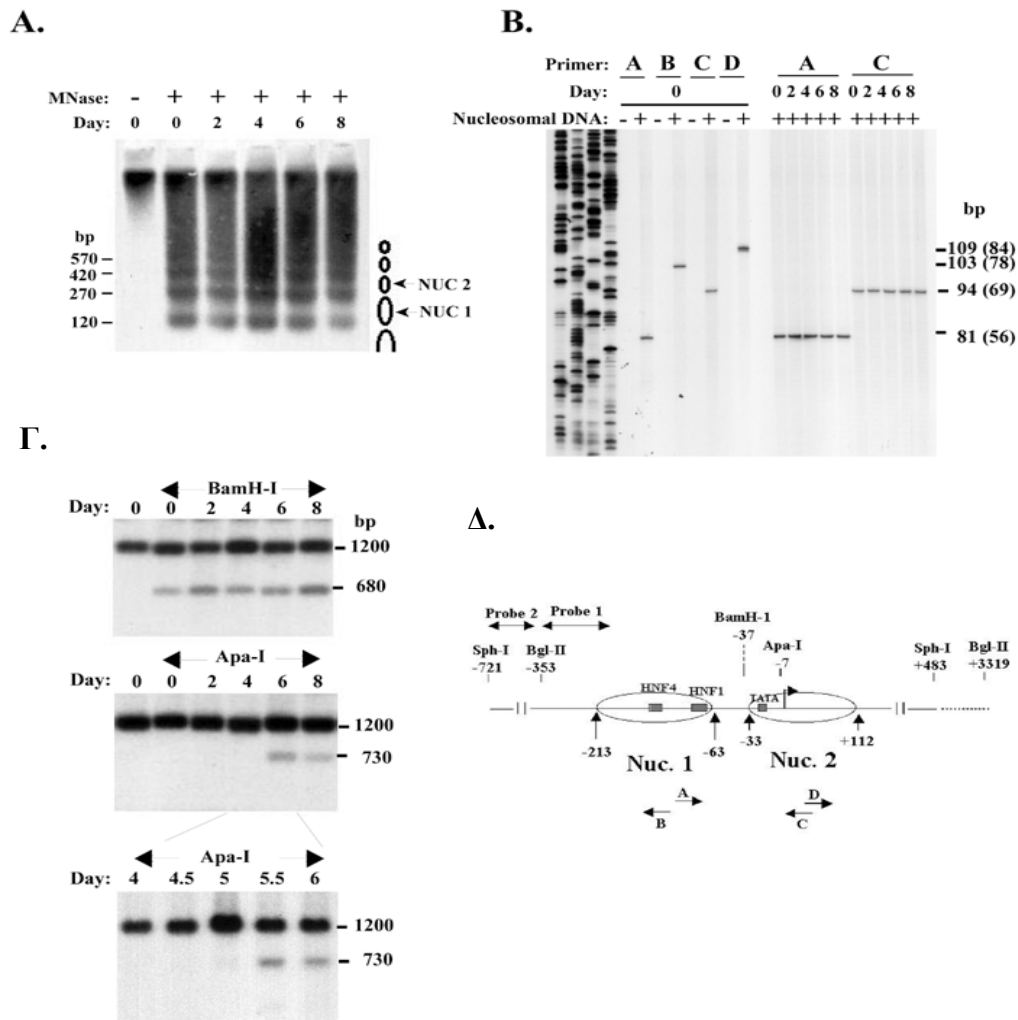 A.
MNase: - + + + + +
Day: 0 0 2 4 6 8
bp
570
420
270
120
NUC 2
NUC 1
B.
Primer: A B C D A C
Day: 0 0 2 4 6 8 0 2 4 6 8
Nucleosomal DNA: - + - + - + - + + + + + + + + + + +
bp
109 (84)
103 (78)
94 (69)
81 (56)
Γ.
BamH-I
Day: 0 0 2 4 6 8
bp
1200
680
Apa-I
Day: 0 0 2 4 6 8
1200
730
Apa-I
Day: 4 4.5 5 5.5 6
1200
730
Δ.
Probe 2 Probe 1
BamH-1
-37
Sph-I Bgl-II Apa-I Sph-I Bgl-II
-721 -353 -7 +483 +3319
HNF4 HNF1 TATA
-213 -63 -33 +112
Nuc. 1 Nuc. 2
A D
B C